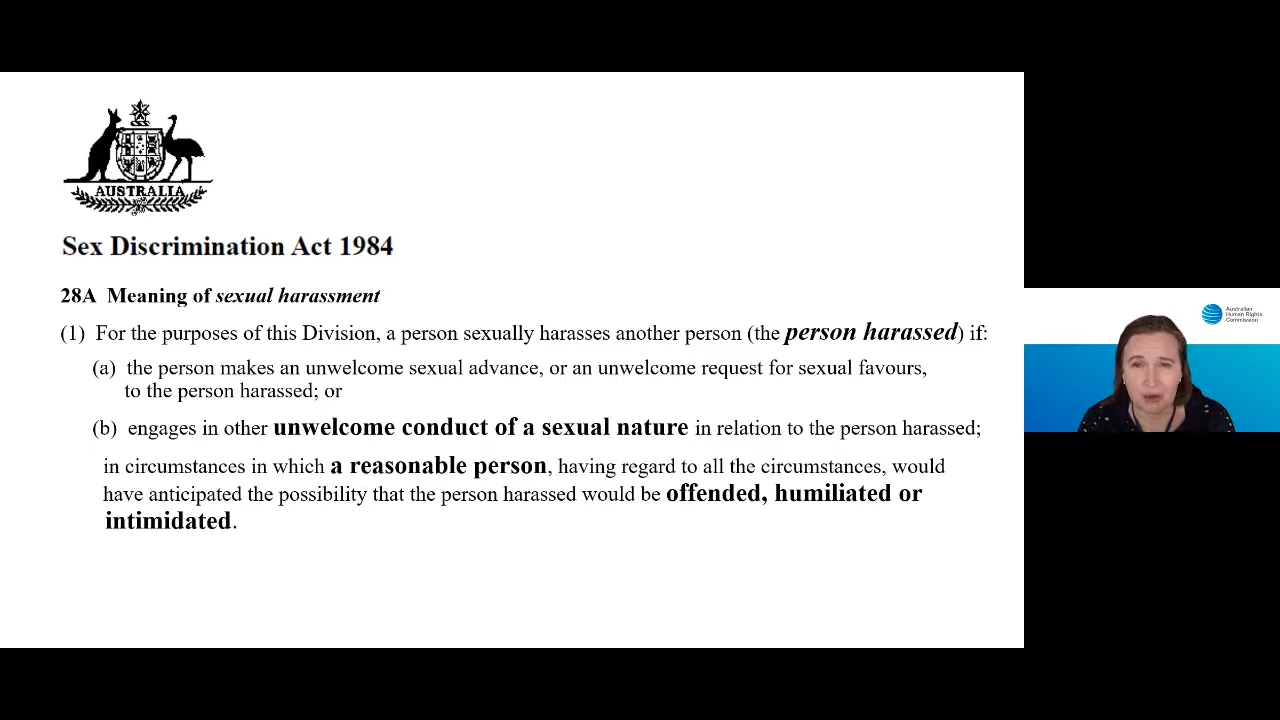 AUSTRALIA
Sex Discrimination Act 1984
28A Meaning of sexual harassment
(1) For the purposes of this Division, a person sexually harasses another person (the person harassed) if:
(a) the person makes an unwelcome sexual advance, or an unwelcome request for sexual favours,
to the person harassed; or
(b) engages in other unwelcome conduct of a sexual nature in relation to the person harassed;
in circumstances in which a reasonable person, having regard to all the circumstances, would
have anticipated the possibility that the person harassed would be offended, humiliated or
intimidated.
Australian
Human Rights
Commission